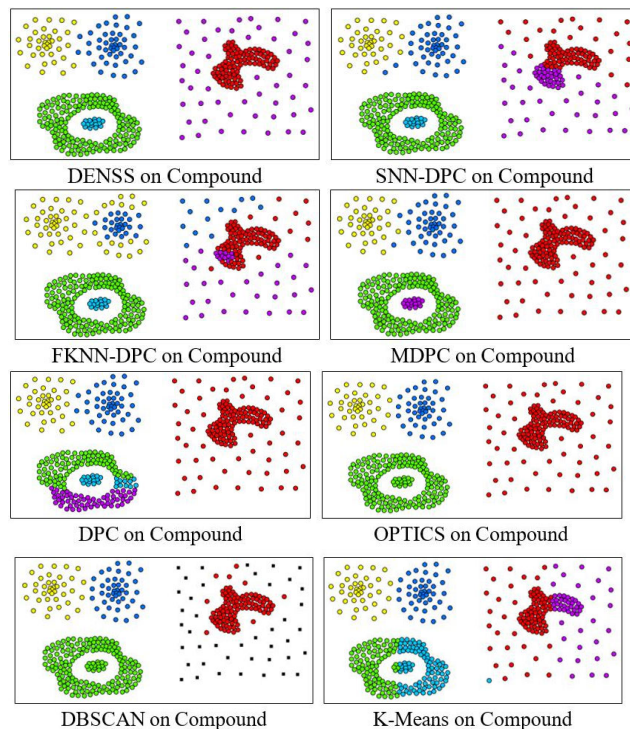 DENSS on Compound
SNN-DPC on Compound
FKNN-DPC on Compound
MDPC on Compound
DPC on Compound
OPTICS on Compound
DBSCAN on Compound
K-Means on Compound